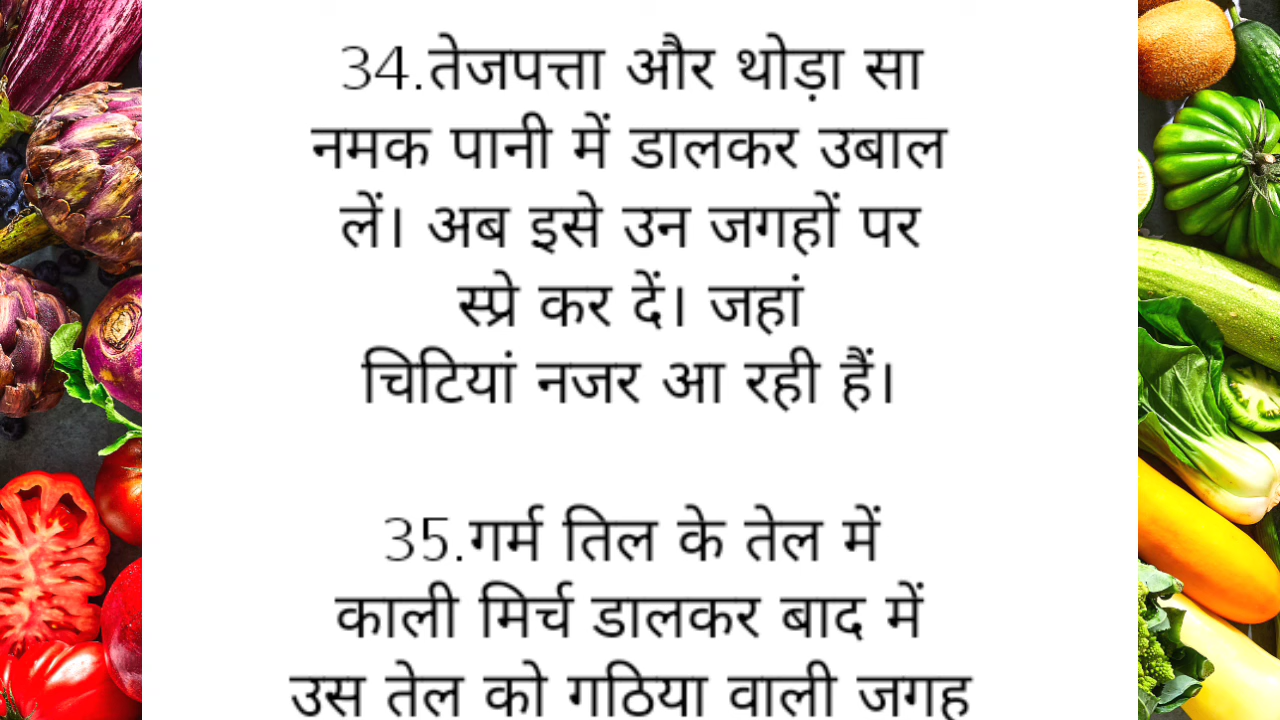 34.तेजपत्ता और थोड़ा सा
नमक पानी में डालकर उबाल
लें। अब इसे उन जगहों पर
स्प्रे कर दें। जहां
चिटियां नजर आ रही हैं।
35.गर्म तिल के तेल में
काली मिर्च डालकर बाद में
उस तेल को गठिया वाली जगह